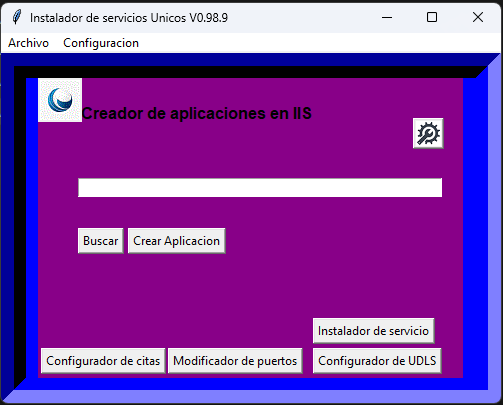 Instalador de servicios Unicos V0.98.9
Archivo Configuracion
Creador de aplicaciones en IIS
Buscar Crear Aplicacion
Instalador de servicio
Configurador de citas Modificador de puertos Configurador de UDLS